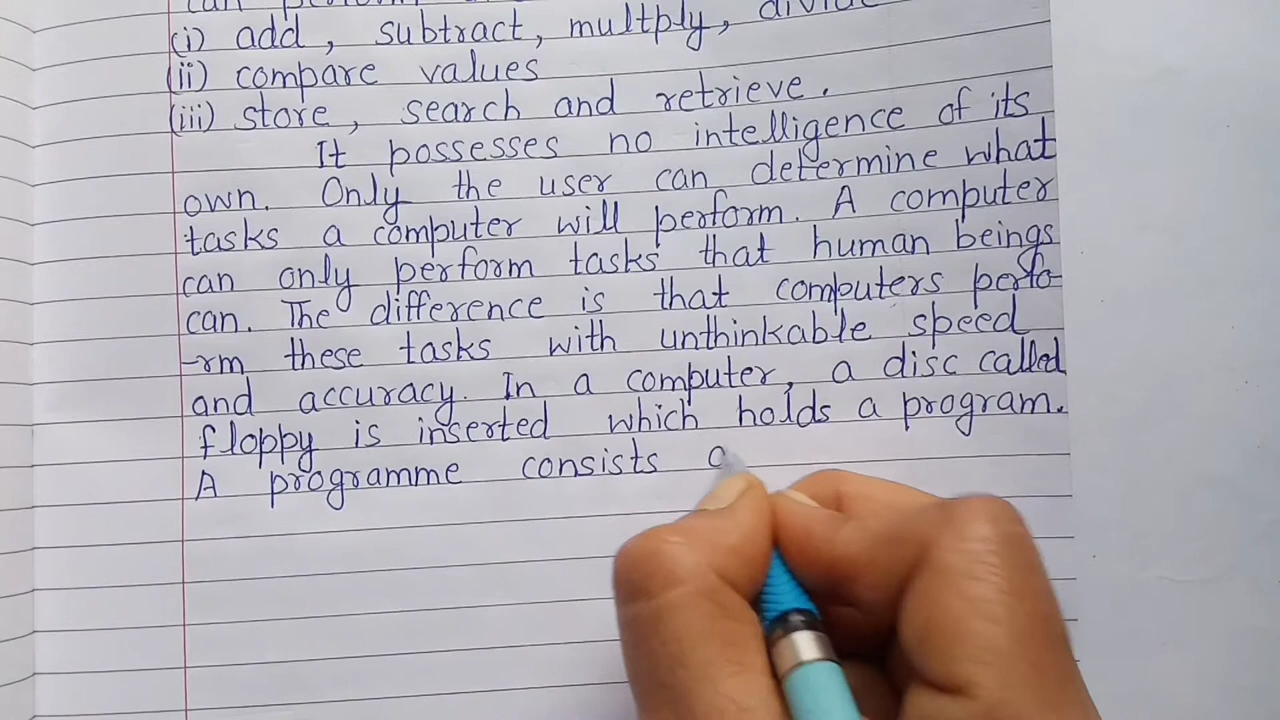 can perform
(i) add, subtract, multply, divide
(ii) compare values
(iii) store, search and retrieve.
It possesses no intelligence of its
own. Only the user can determine what
tasks a computer will perform. A computer
can only perform tasks that human beings
can. The difference is that computers perfo-
-rm these tasks with unthinkable speed
and accuracy. In a computer, a disc called
floppy is inserted which holds a program.
A programme consists o